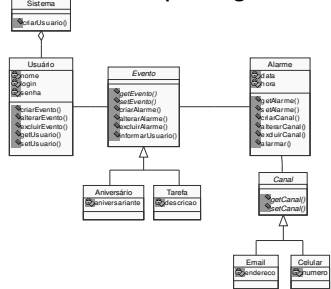 Sistema
criarUsuario()
Usuário
nome
login
senha
criarEvento()
alterarEvento()
excluirEvento()
getUsuario()
setUsuario()
Evento
getEvento()
setEvento()
criarAlarme()
alterarAlarme()
excluirAlarme()
informarUsuario()
Alarme
data
hora
getAlarme()
setAlarme()
criarCanal()
alterarCanal()
excluirCanal()
alarmar()
Aniversário
aniversariante
Tarefa
descricao
Canal
getCanal()
setCanal()
Email
endereco
Celular
numero